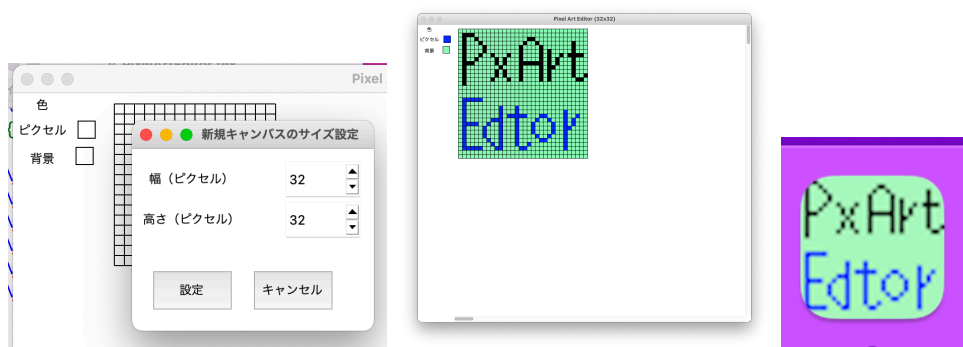 Pixel
色
ピクセル
背景
新規キャンバスのサイズ設定
幅（ピクセル）
32
高さ（ピクセル）
32
設定
キャンセル
Pixel Art Editor (32x32)
色
ピクセル
背景
PxArt
Edtor
PxArt
Edtor